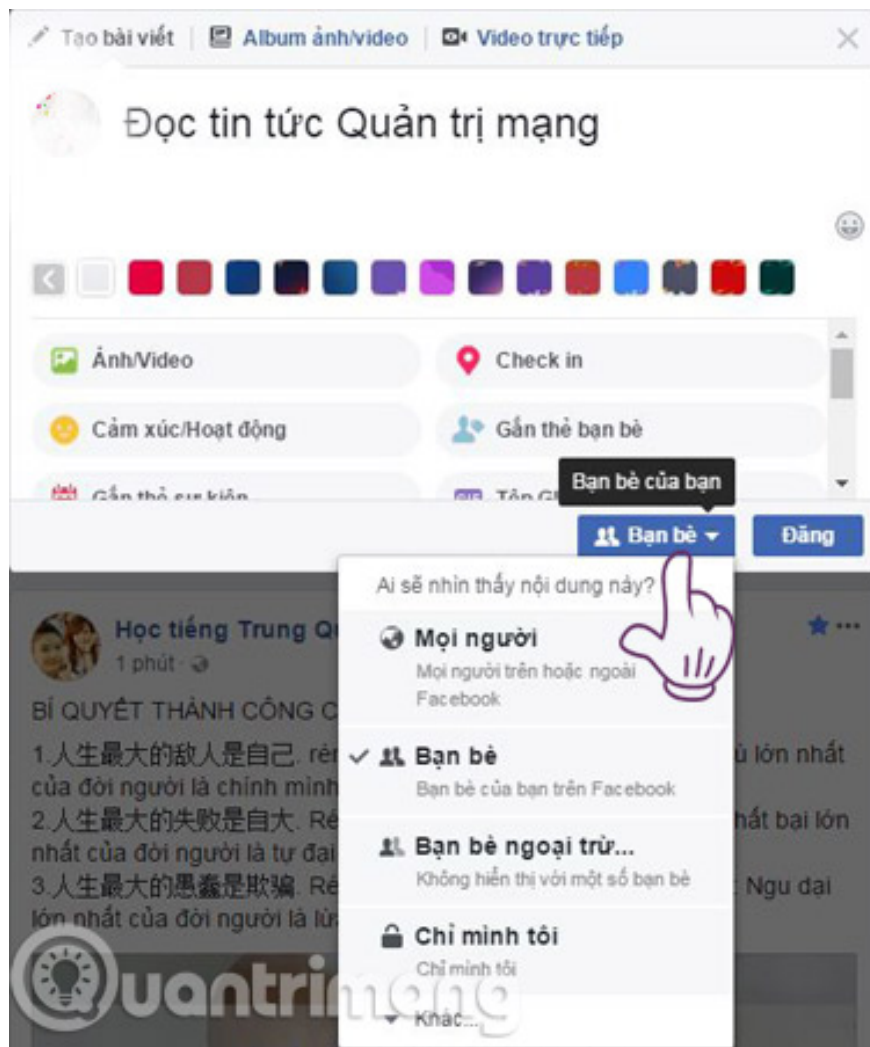 Tạo bài viết Album ảnh/video Video trực tiếp
Đọc tin tức Quản trị mạng
Ảnh/Video Check in
Cảm xúc/Hoạt động Gắn thẻ bạn bè
Gắn thẻ sự kiện
Bạn bè của bạn
Bạn bè Đăng
Ai sẽ nhìn thấy nội dung này?
Mọi người
Mọi người trên hoặc ngoài
Facebook
Bạn bè
Bạn bè của bạn trên Facebook
Bạn bè ngoại trừ...
Không hiển thị với một số bạn bè
Chỉ mình tôi
Chỉ mình tôi
Khác...
Học tiếng Trung
1 phút
BÍ QUYẾT THÀNH CÔNG
1.人生最大的敌人是自己. lớn nhất
của đời người là chính mình
2.人生最大的失败是自大. bại lớn
nhất của đời người là tự đại
3.人生最大的愚蠢是欺骗. Ngu dại
lớn nhất của đời người là
Quantrimang